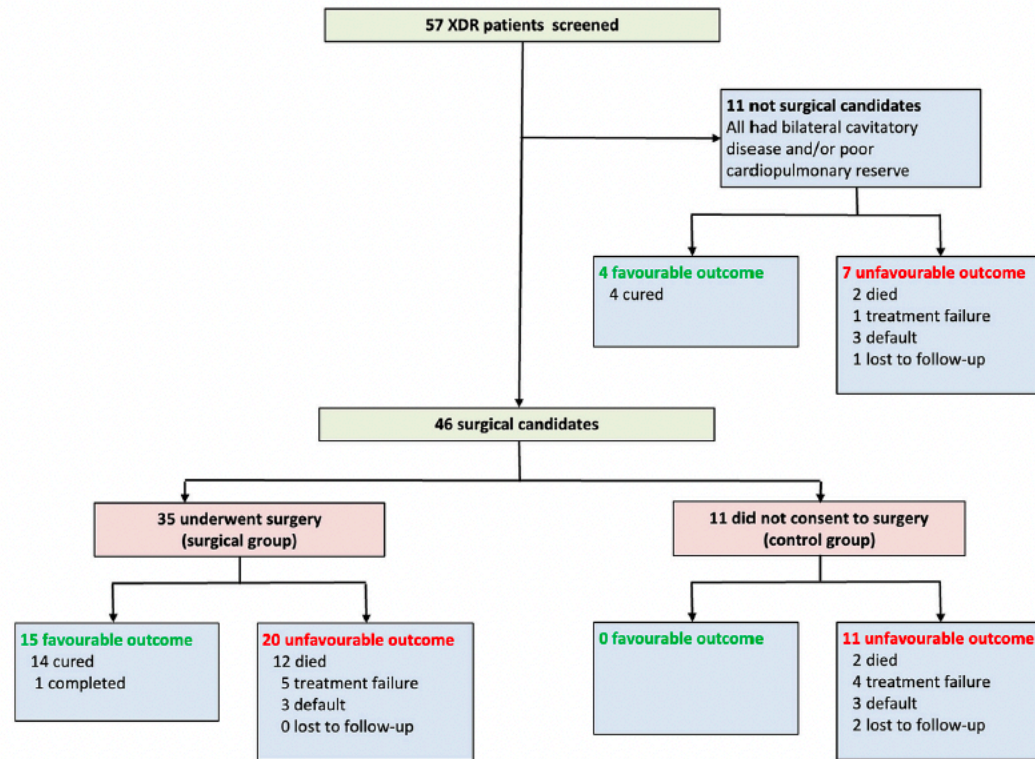 57 XDR patients screened
11 not surgical candidates
All had bilateral cavitatory
disease and/or poor
cardiopulmonary reserve
4 favourable outcome
4 cured
7 unfavourable outcome
2 died
1 treatment failure
3 default
1 lost to follow-up
46 surgical candidates
35 underwent surgery
(surgical group)
11 did not consent to surgery
(control group)
15 favourable outcome
14 cured
1 completed
20 unfavourable outcome
12 died
5 treatment failure
3 default
0 lost to follow-up
0 favourable outcome
11 unfavourable outcome
2 died
4 treatment failure
3 default
2 lost to follow-up